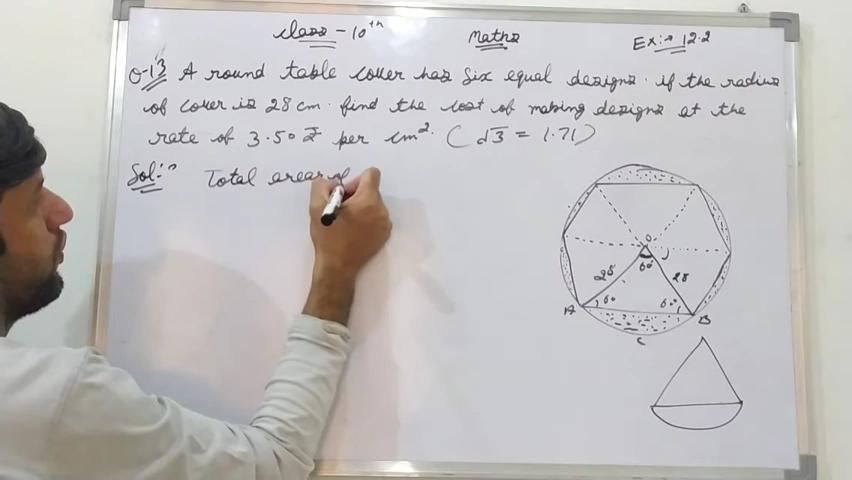 class - 10th Maths Ex:- 12.2
Q-13 A round table cover has six equal designs. if the radius
of cover is 28 cm. find the cost of making designs at the
rate of 3.50 ₹ per cm². ( √3 = 1.71)
Sol:- Total area of
O
60°
28 28
60° 60°
A B
C